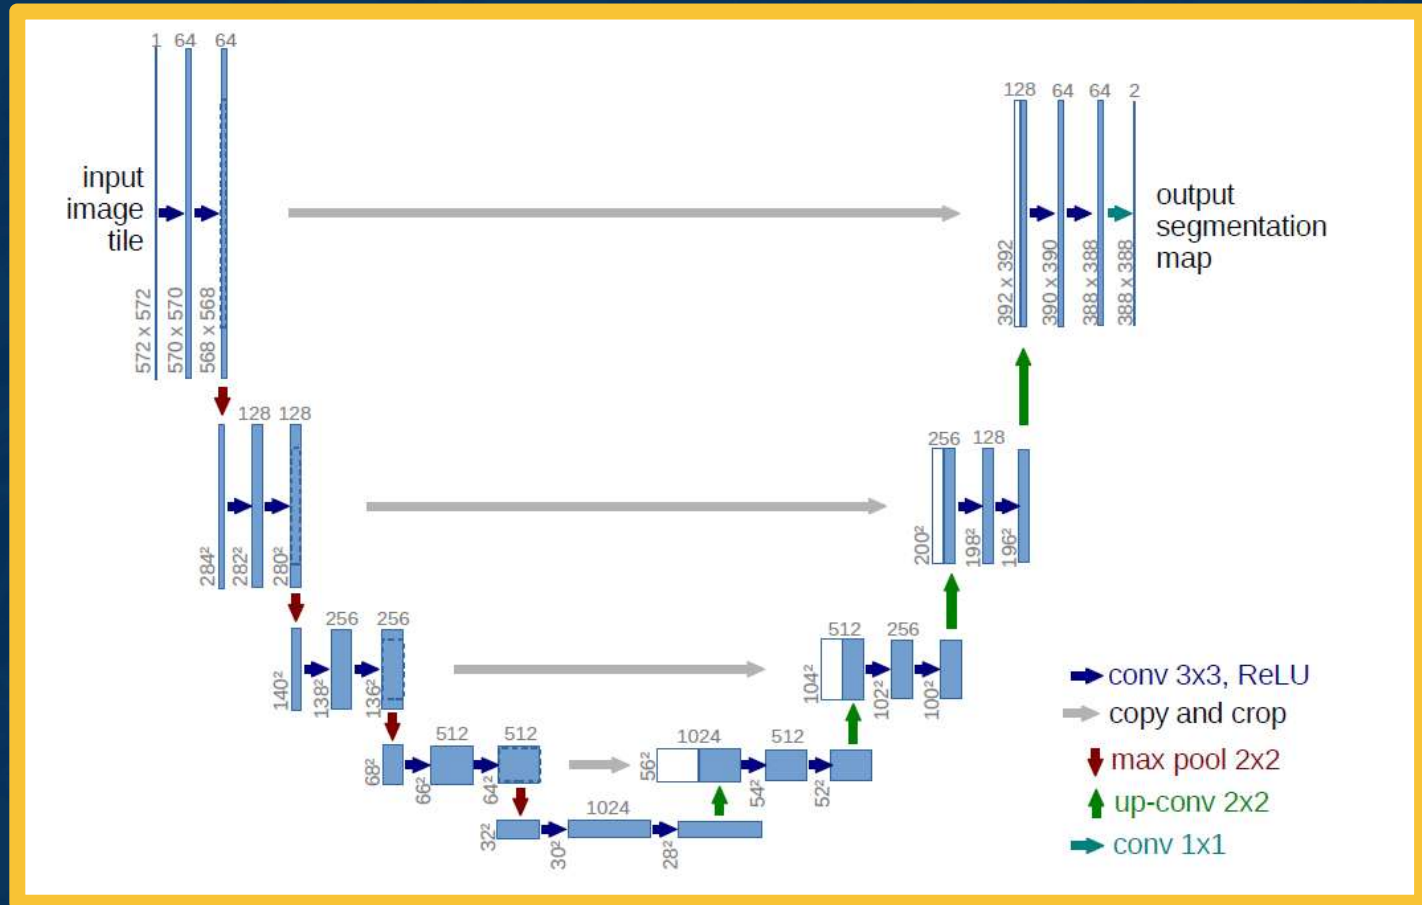 1 64 64
input
image
tile
572 x 572
570 x 570
568 x 568
128 64 64 2
output
segmentation
map
392 x 392
390 x 390
388 x 388
388 x 388
128 128
284²
282²
280²
256 128
200²
198²
196²
256 256
140²
138²
136²
512 256
104²
102²
100²
512 512
68²
66²
64²
1024 512
56²
54²
52²
1024
32²
30²
28²
conv 3x3, ReLU
copy and crop
max pool 2x2
up-conv 2x2
conv 1x1